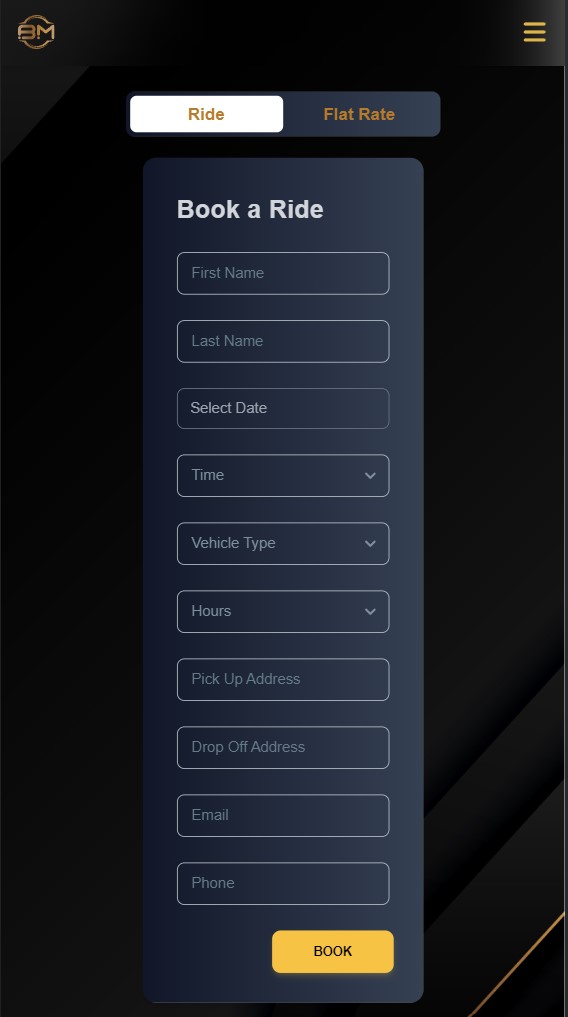 BM
Ride
Flat Rate
Book a Ride
First Name
Last Name
Select Date
Time
Vehicle Type
Hours
Pick Up Address
Drop Off Address
Email
Phone
BOOK